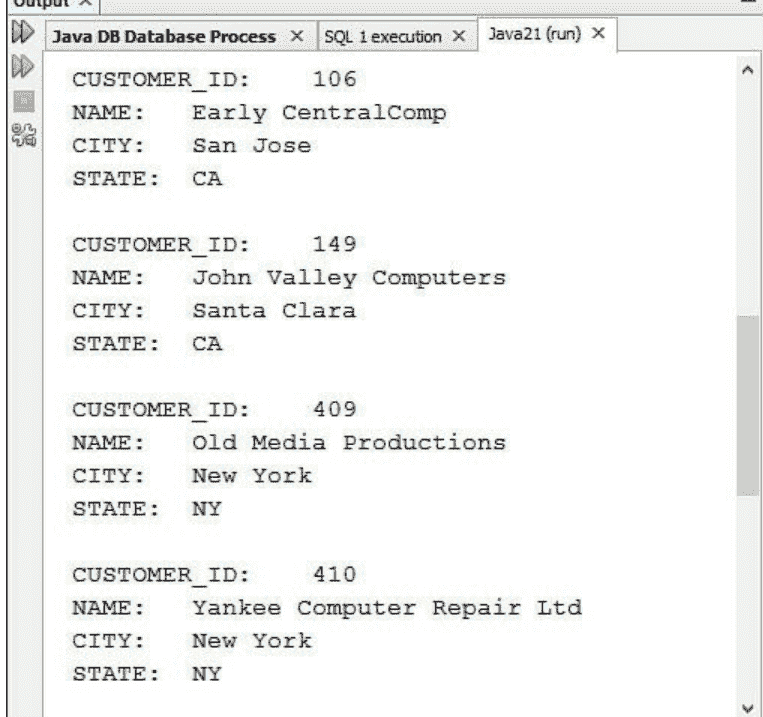 Output
Java DB Database Process SQL 1 execution Java21 (run)
CUSTOMER_ID: 106
NAME: Early CentralComp
CITY: San Jose
STATE: CA
CUSTOMER_ID: 149
NAME: John Valley Computers
CITY: Santa Clara
STATE: CA
CUSTOMER_ID: 409
NAME: Old Media Productions
CITY: New York
STATE: NY
CUSTOMER_ID: 410
NAME: Yankee Computer Repair Ltd
CITY: New York
STATE: NY